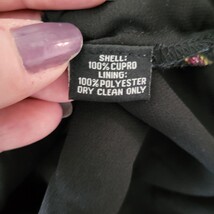 SHELL:
100% CUPRO
LINING:
100% POLYESTER
DRY CLEAN ONLY